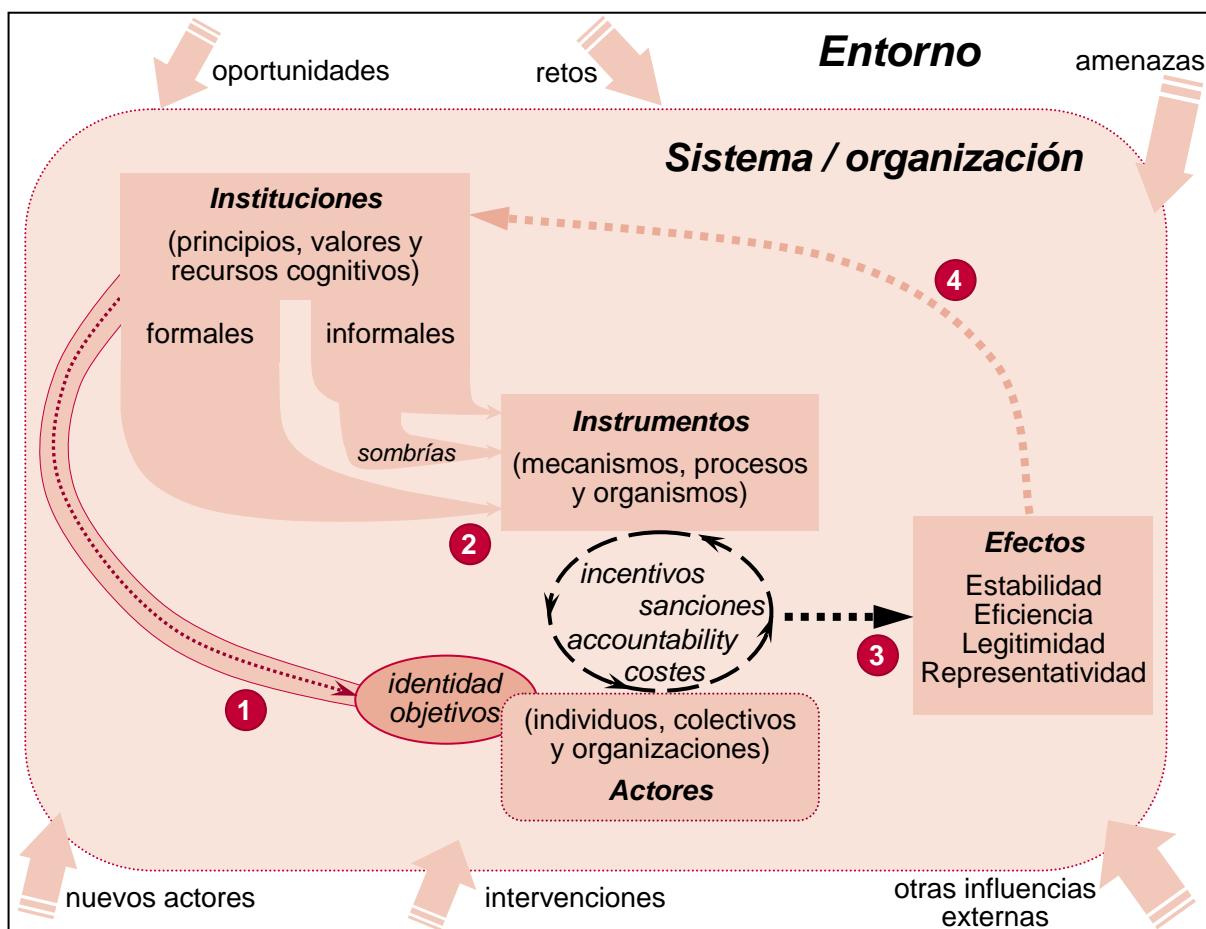 Entorno
oportunidades
retos
amenazas
Sistema / organización
Instituciones
(principios, valores y
recursos cognitivos)
formales
informales
4
sombrías
Instrumentos
(mecanismos, procesos
y organismos)
2
incentivos
sanciones
accountability
costes
3
Efectos
Estabilidad
Eficiencia
Legitimidad
Representatividad
1
identidad
objetivos
(individuos, colectivos
y organizaciones)
Actores
nuevos actores
intervenciones
otras influencias
externas